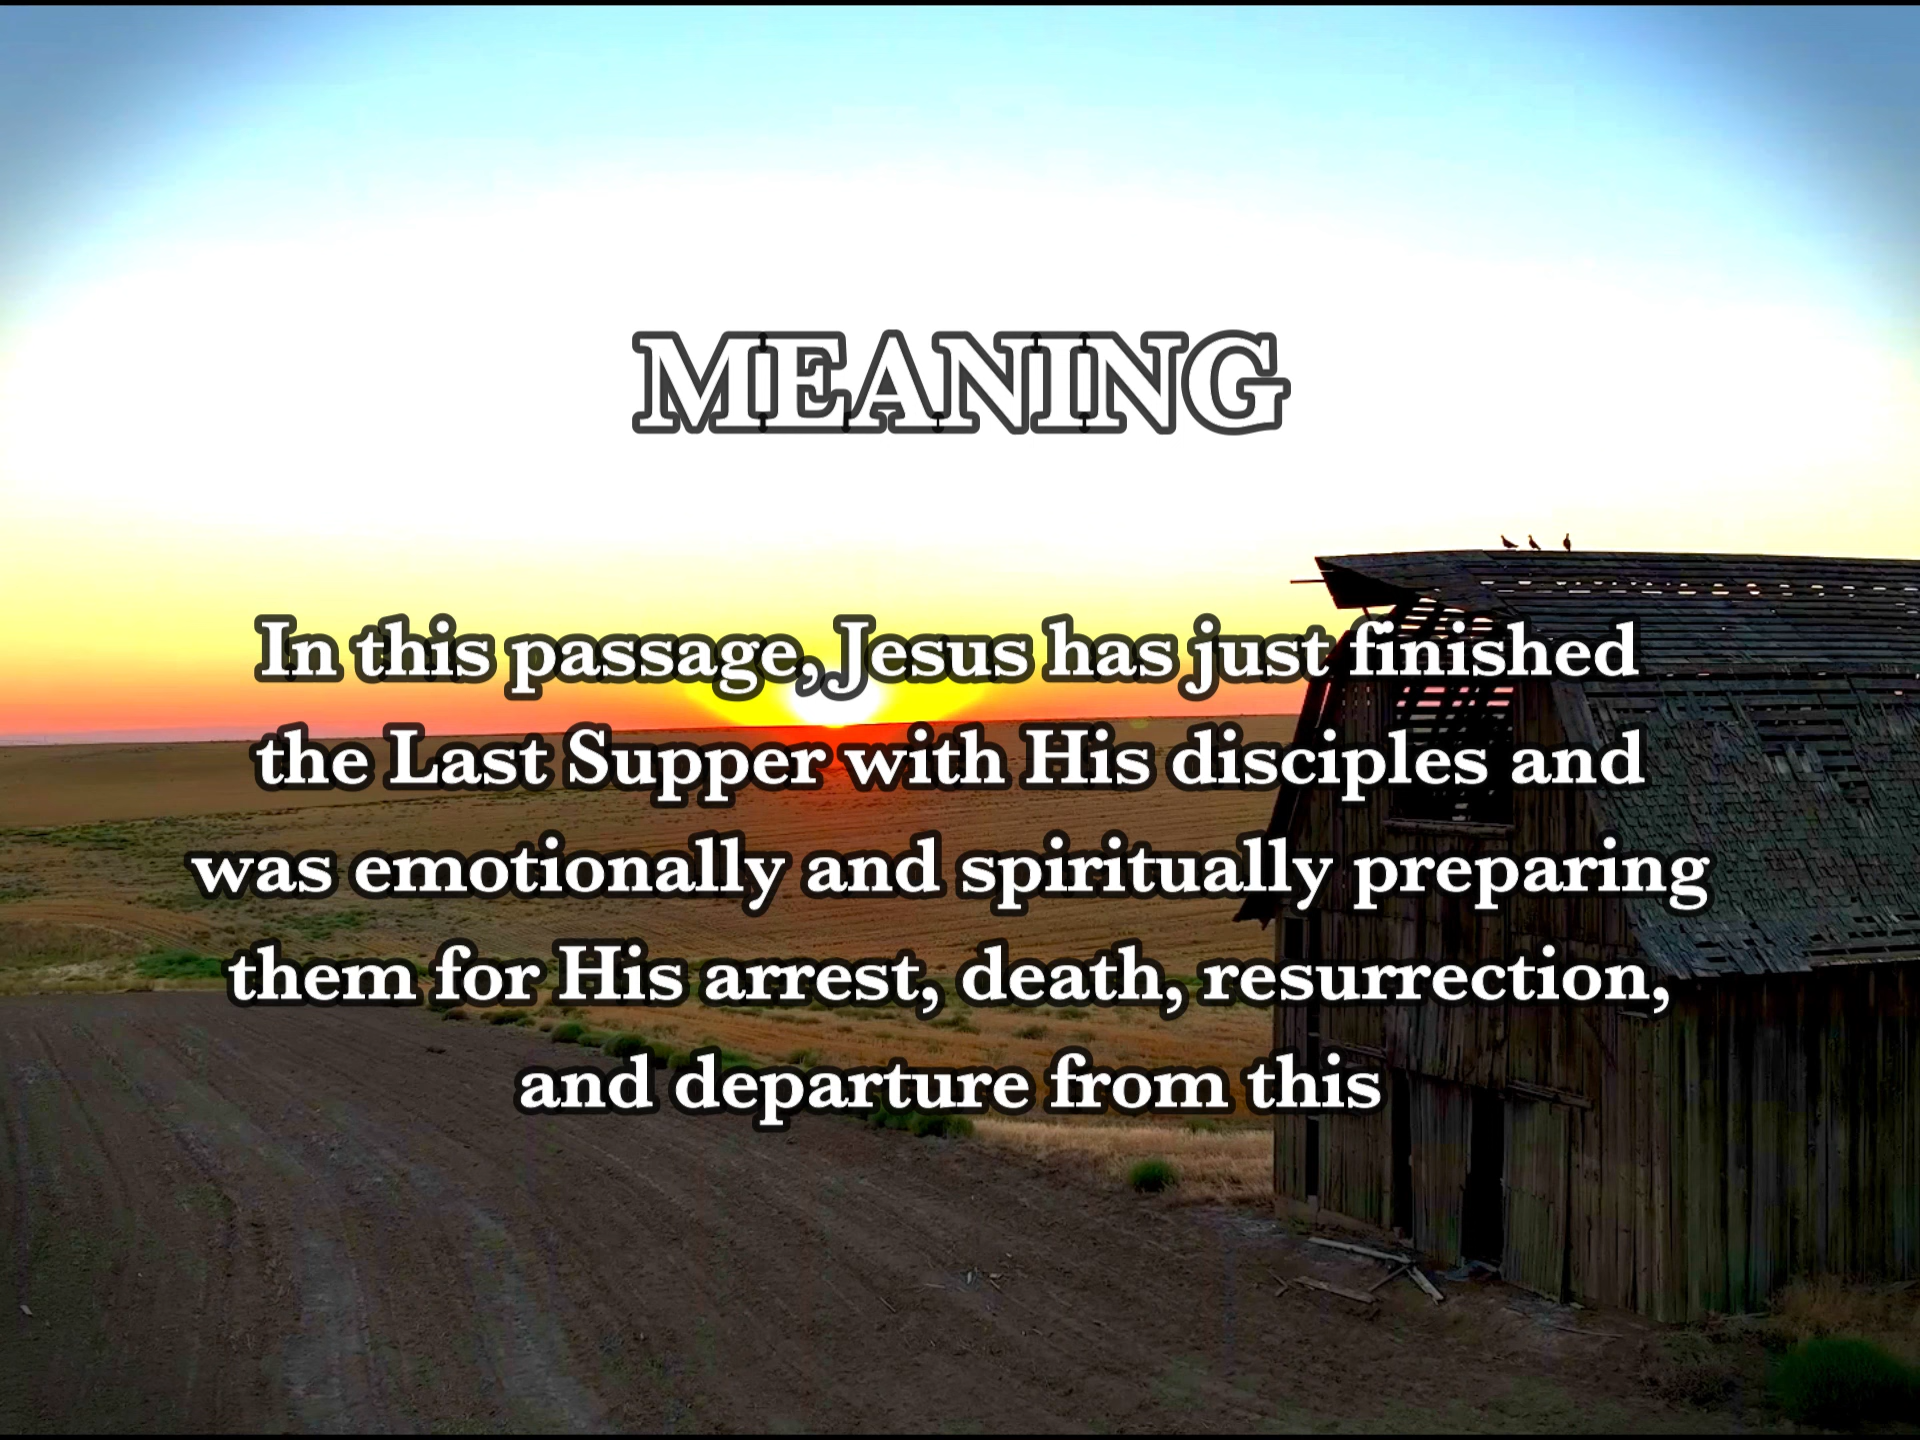 MEANING
In this passage, Jesus has just finished
the Last Supper with His disciples and
was emotionally and spiritually preparing
them for His arrest, death, resurrection,
and departure from this